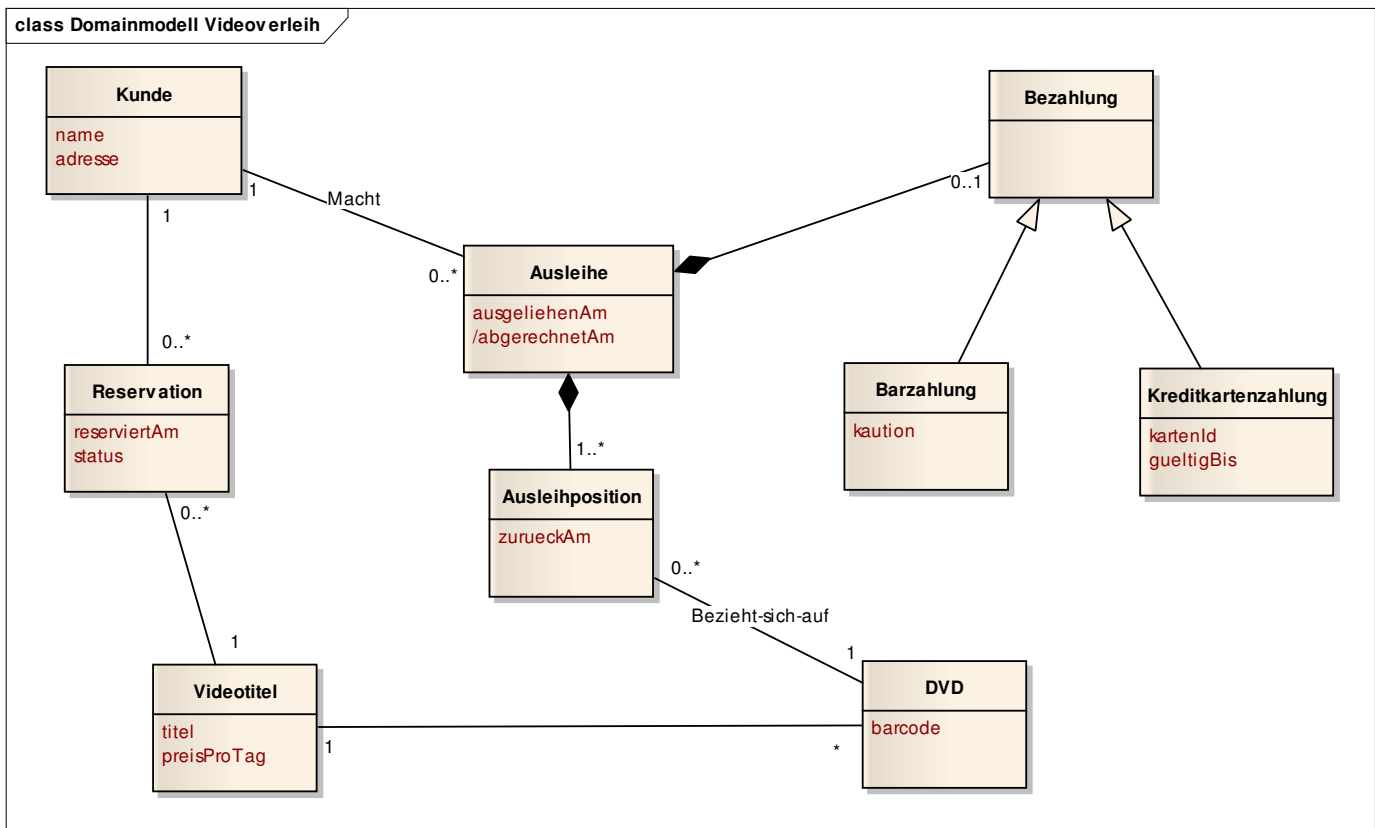 class Domainmodell Videoverleih
Kunde
name
adresse
1
1
Macht
0..*
Bezahlung
0..1
Ausleihe
ausgeliehenAm
/abgerechnetAm
0..*
Reservation
reserviertAm
status
0..*
1..*
Ausleihposition
zurueckAm
0..*
Barzahlung
kaution
Kreditkartenzahlung
kartenId
gueltigBis
Bezieht-sich-auf
1
1
Videotitel
titel
preisProTag
1
*
DVD
barcode